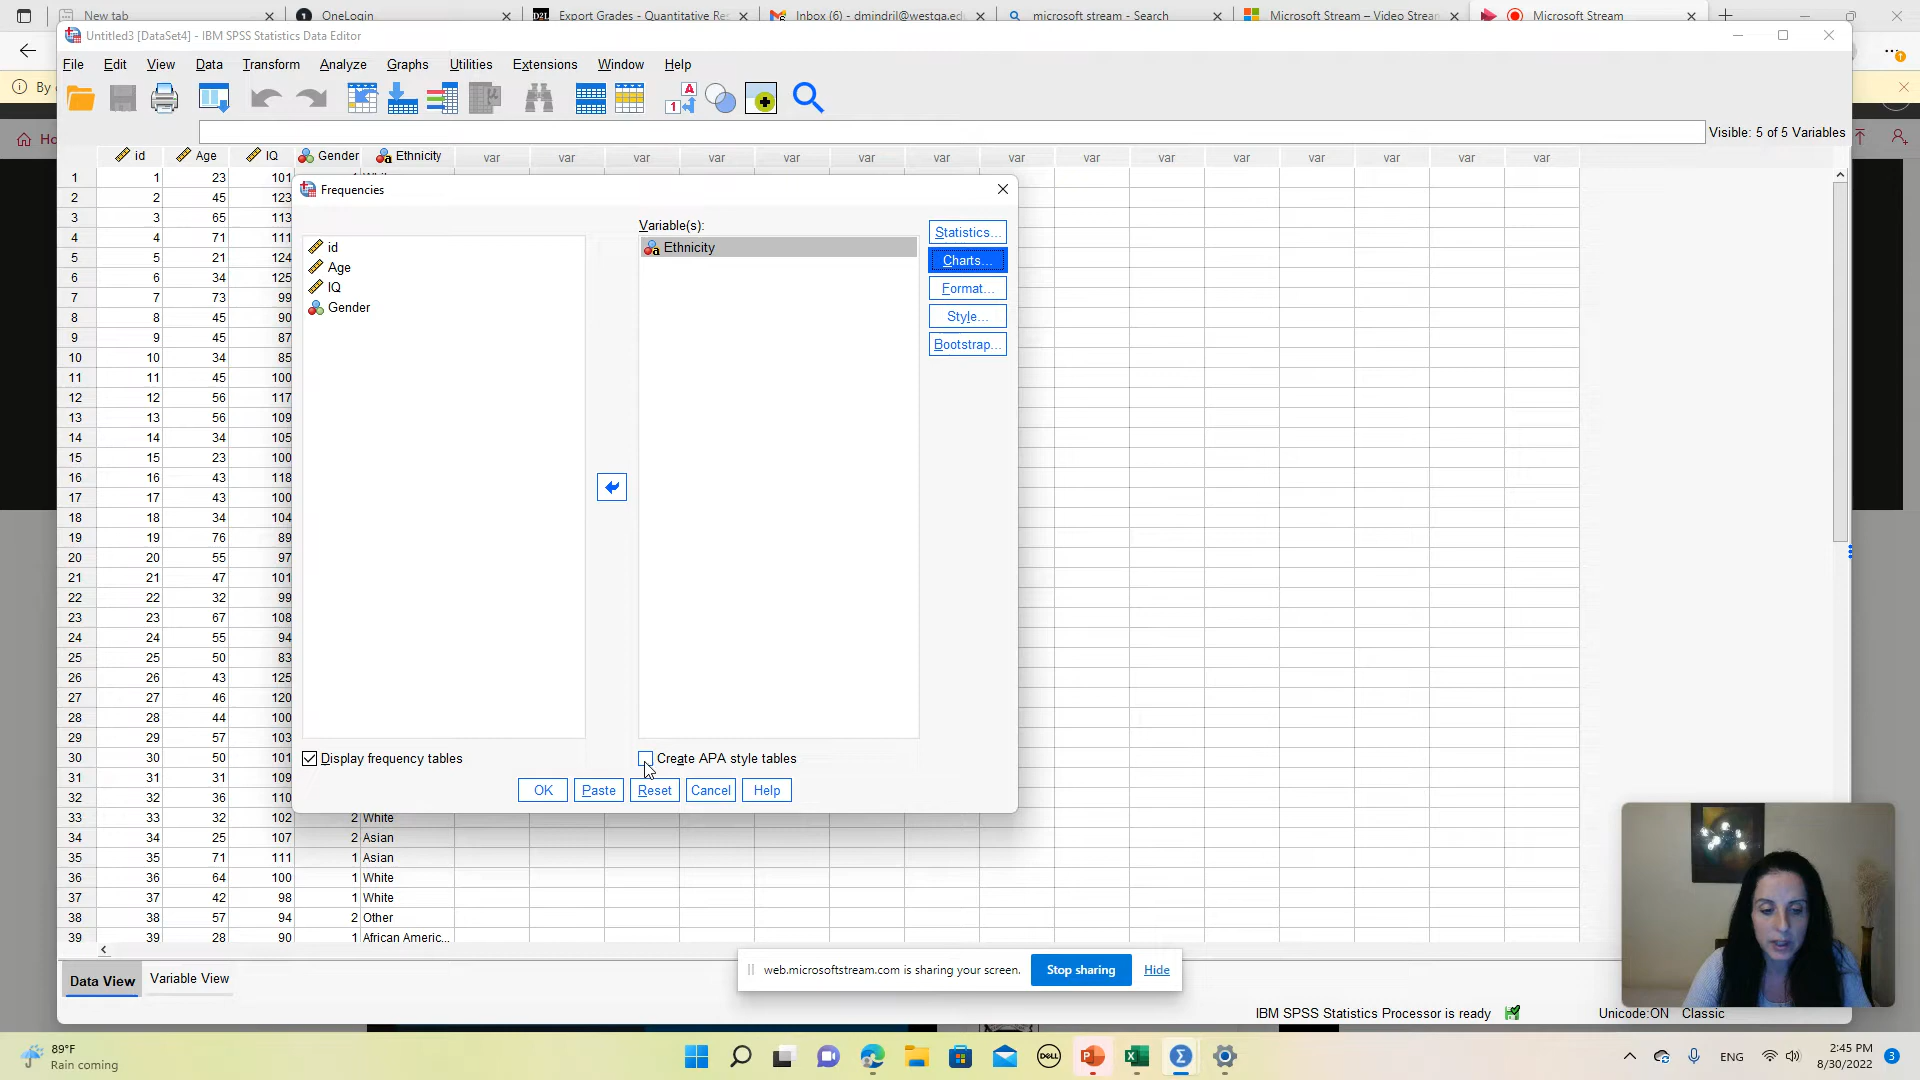 New tab
OneLogin
D2L Export Grades - Quantitative Re
Inbox (6) - dmindril@westga.ed
microsoft stream - Search
Microsoft Stream – Video Strea
Microsoft Stream
Untitled3 [DataSet4] - IBM SPSS Statistics Data Editor
File Edit View Data Transform Analyze Graphs Utilities Extensions Window Help
By
Ho
Visible: 5 of 5 Variables
id Age IQ Gender Ethnicity var var var var var var var var var var var var var var var
1 1 23 101
2 2 45 123
3 3 65 113
4 4 71 111
5 5 21 124
6 6 34 125
7 7 73 99
8 8 45 90
9 9 45 87
10 10 34 85
11 11 45 100
12 12 56 117
13 13 56 109
14 14 34 105
15 15 23 100
16 16 43 118
17 17 43 100
18 18 34 104
19 19 76 89
20 20 55 97
21 21 47 101
22 22 32 99
23 23 67 108
24 24 55 94
25 25 50 83
26 26 43 125
27 27 46 120
28 28 44 100
29 29 57 103
30 30 50 101
31 31 31 109
32 32 36 110
33 33 32 102 2 White
34 34 25 107 2 Asian
35 35 71 111 1 Asian
36 36 64 100 1 White
37 37 42 98 1 White
38 38 57 94 2 Other
39 39 28 90 1 African Americ...
Frequencies
id
Age
IQ
Gender
Variable(s):
Ethnicity
Statistics...
Charts...
Format...
Style...
Bootstrap...
Display frequency tables
Create APA style tables
OK Paste Reset Cancel Help
Data View Variable View
web.microsoftstream.com is sharing your screen. Stop sharing Hide
IBM SPSS Statistics Processor is ready Unicode:ON Classic
89°F
Rain coming
DELL
ENG
2:45 PM
8/30/2022
3